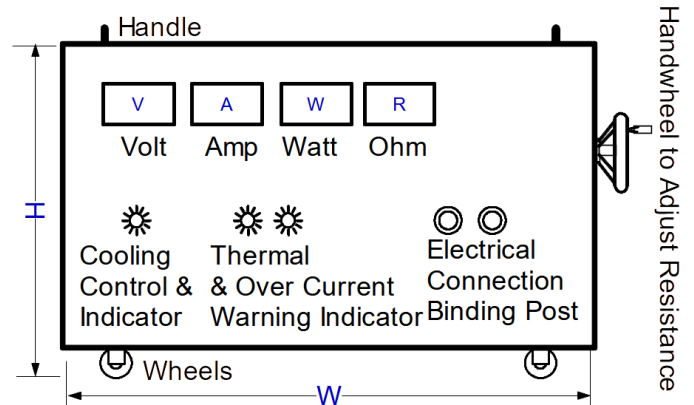 Handle
V A W R
Volt Amp Watt Ohm
H
Cooling
Control &
Indicator
Thermal
& Over Current
Warning Indicator
Electrical
Connection
Binding Post
Wheels
W
Handwheel to Adjust Resistance